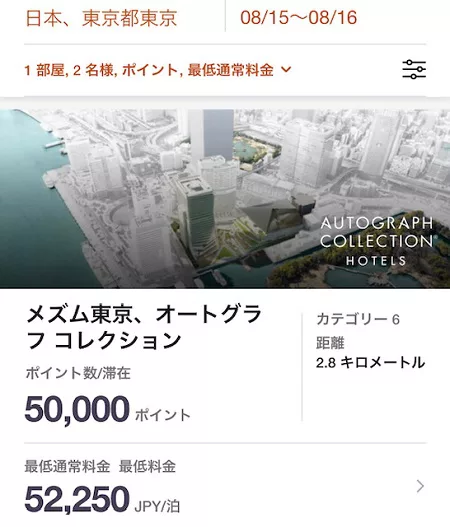 日本、東京都東京
08/15〜08/16
1 部屋, 2 名様, ポイント, 最低通常料金
AUTOGRAPH
COLLECTION®
HOTELS
メズム東京、オートグラ
フ コレクション
ポイント数/滞在
50,000 ポイント
カテゴリー 6
距離
2.8 キロメートル
最低通常料金 最低料金
52,250 JPY/泊